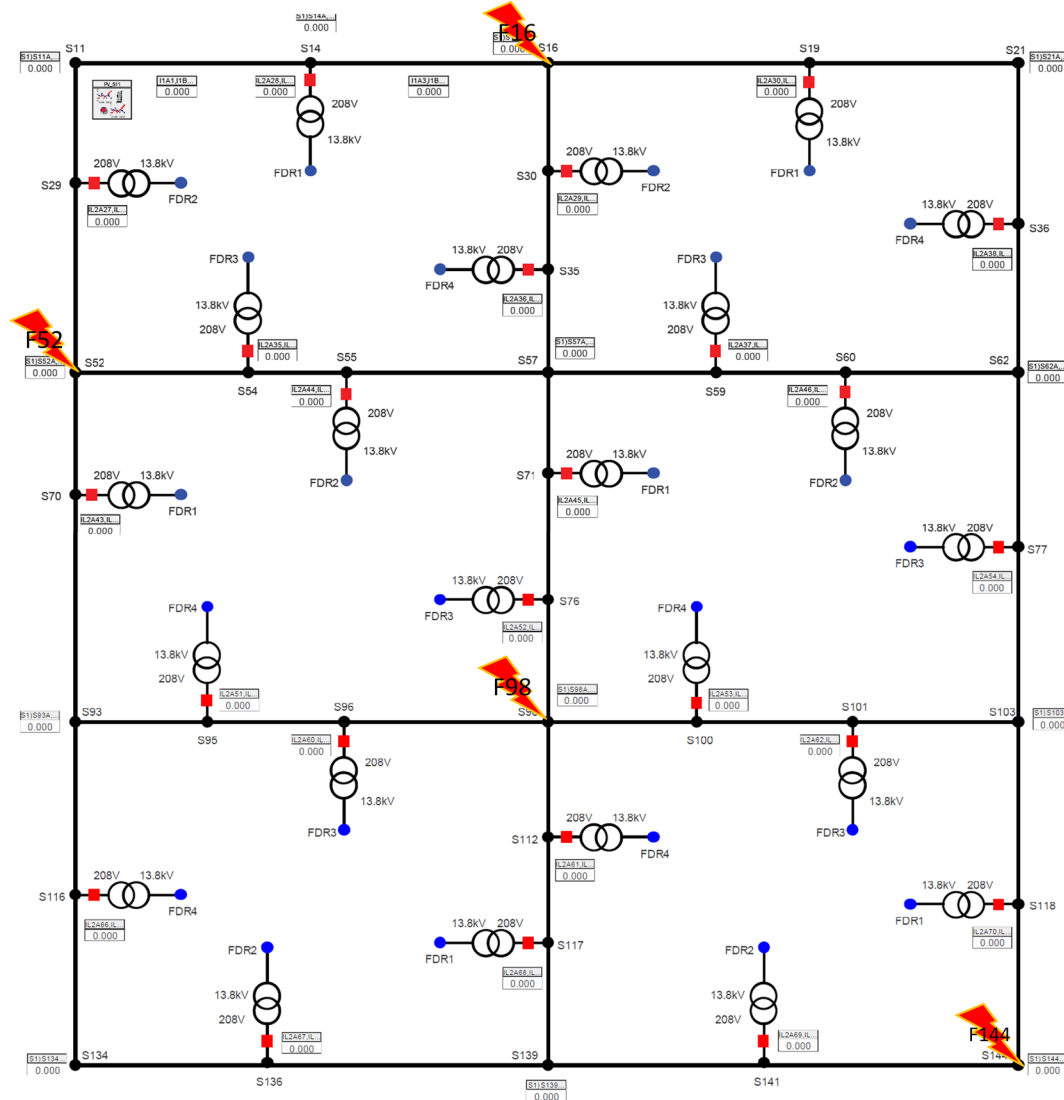 S1)S14A,...
0.000
F16
S11
S14
S16
S19
S21
S1)S11A,...
0.000
0.000
S1)S21A,...
0.000
PV_S11
I1A1,I1B...
0.000
IL2A28,IL...
0.000
I1A3,I1B...
0.000
IL2A30,IL...
0.000
208V
13.8kV
208V
13.8kV
FDR1
FDR1
208V 13.8kV
S29
FDR2
IL2A27,IL...
0.000
208V 13.8kV
S30
FDR2
IL2A29,IL...
0.000
13.8kV 208V
FDR4
S36
IL2A38,IL...
0.000
FDR3
13.8kV
208V
IL2A35,IL...
0.000
13.8kV 208V
FDR4
S35
IL2A36,IL...
0.000
FDR3
13.8kV
208V
IL2A37,IL...
0.000
F52
S1)S52A,...
0.000
S52
S54
S55
S1)S57A,...
0.000
S57
S59
S60
S62
S1)S62A,...
0.000
IL2A44,IL...
0.000
208V
13.8kV
FDR2
IL2A46,IL...
0.000
208V
13.8kV
FDR2
208V 13.8kV
S70
FDR1
IL2A43,IL...
0.000
208V 13.8kV
S71
FDR1
IL2A45,IL...
0.000
13.8kV 208V
FDR3
S77
IL2A54,IL...
0.000
FDR4
13.8kV
208V
IL2A51,IL...
0.000
13.8kV 208V
FDR3
S76
IL2A52,IL...
0.000
FDR4
13.8kV
208V
IL2A53,IL...
0.000
F98
S1)S98A,...
0.000
S1)S93A,...
0.000
S93
S95
S96
S100
S101
S103
S1)S103
0.000
IL2A60,IL...
0.000
208V
13.8kV
FDR3
IL2A62,IL...
0.000
208V
13.8kV
FDR3
208V 13.8kV
S112
FDR4
IL2A61,IL...
0.000
208V 13.8kV
S116
FDR4
IL2A66,IL...
0.000
13.8kV 208V
FDR1
S118
IL2A70,IL...
0.000
FDR2
13.8kV
208V
IL2A67,IL...
0.000
13.8kV 208V
FDR1
S117
IL2A68,IL...
0.000
FDR2
13.8kV
208V
IL2A69,IL...
0.000
F144
S1)S134...
0.000
S134
S136
S139
S1)S139...
0.000
S141
S1)S144...
0.000